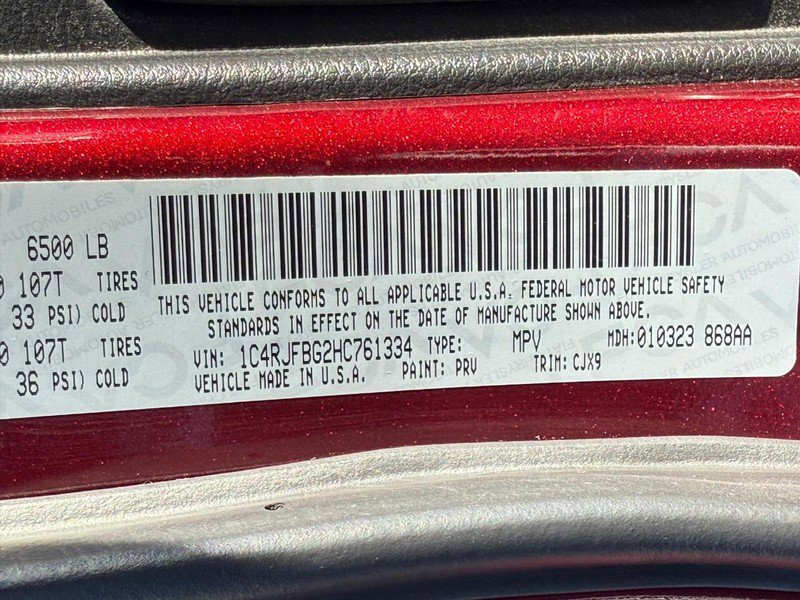 6500 LB
107T TIRES
33 PSI) COLD
107T TIRES
36 PSI) COLD
THIS VEHICLE CONFORMS TO ALL APPLICABLE U.S.A. FEDERAL MOTOR VEHICLE SAFETY
STANDARDS IN EFFECT ON THE DATE OF MANUFACTURE SHOWN ABOVE.
VIN: 1C4RJFBG2HC761334 TYPE: MPV MDH:010323 868AA
VEHICLE MADE IN U.S.A. PAINT: PRV TRIM: CJX9
AUTOMOBILES